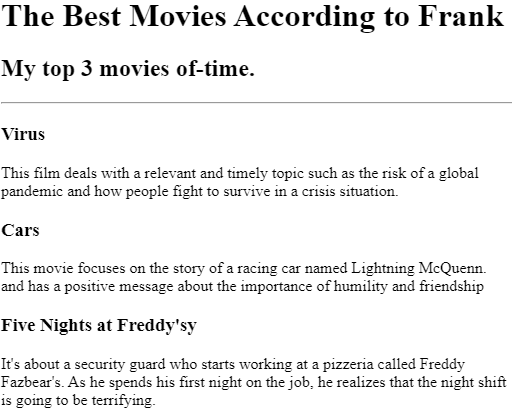 The Best Movies According to Frank
My top 3 movies of-time.
Virus
This film deals with a relevant and timely topic such as the risk of a global
pandemic and how people fight to survive in a crisis situation.
Cars
This movie focuses on the story of a racing car named Lightning McQuenn.
and has a positive message about the importance of humility and friendship
Five Nights at Freddy'sy
It's about a security guard who starts working at a pizzeria called Freddy
Fazbear's. As he spends his first night on the job, he realizes that the night shift
is going to be terrifying.